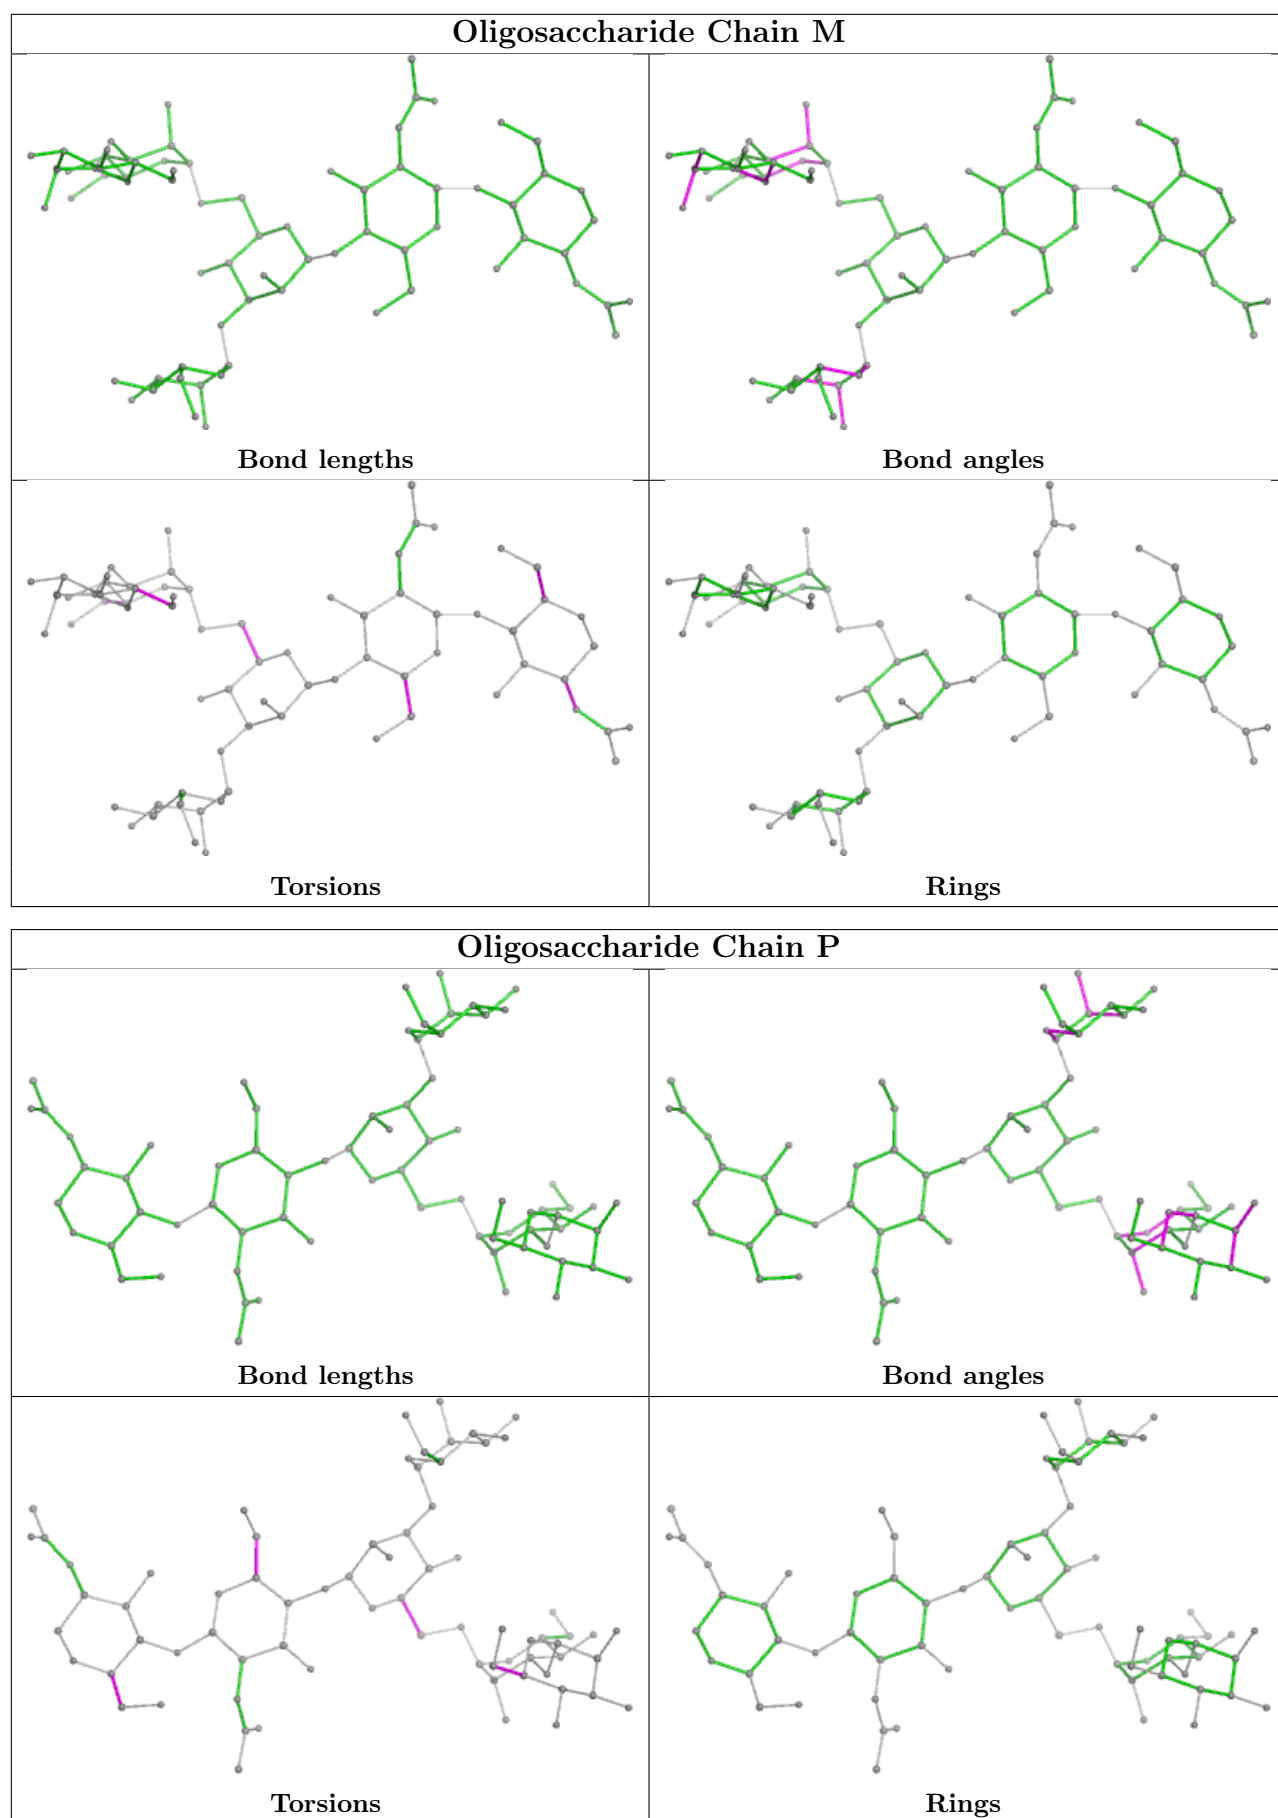 Oligosaccharide Chain M
Bond lengths
Bond angles
Torsions
Rings
Oligosaccharide Chain P
Bond lengths
Bond angles
Torsions
Rings